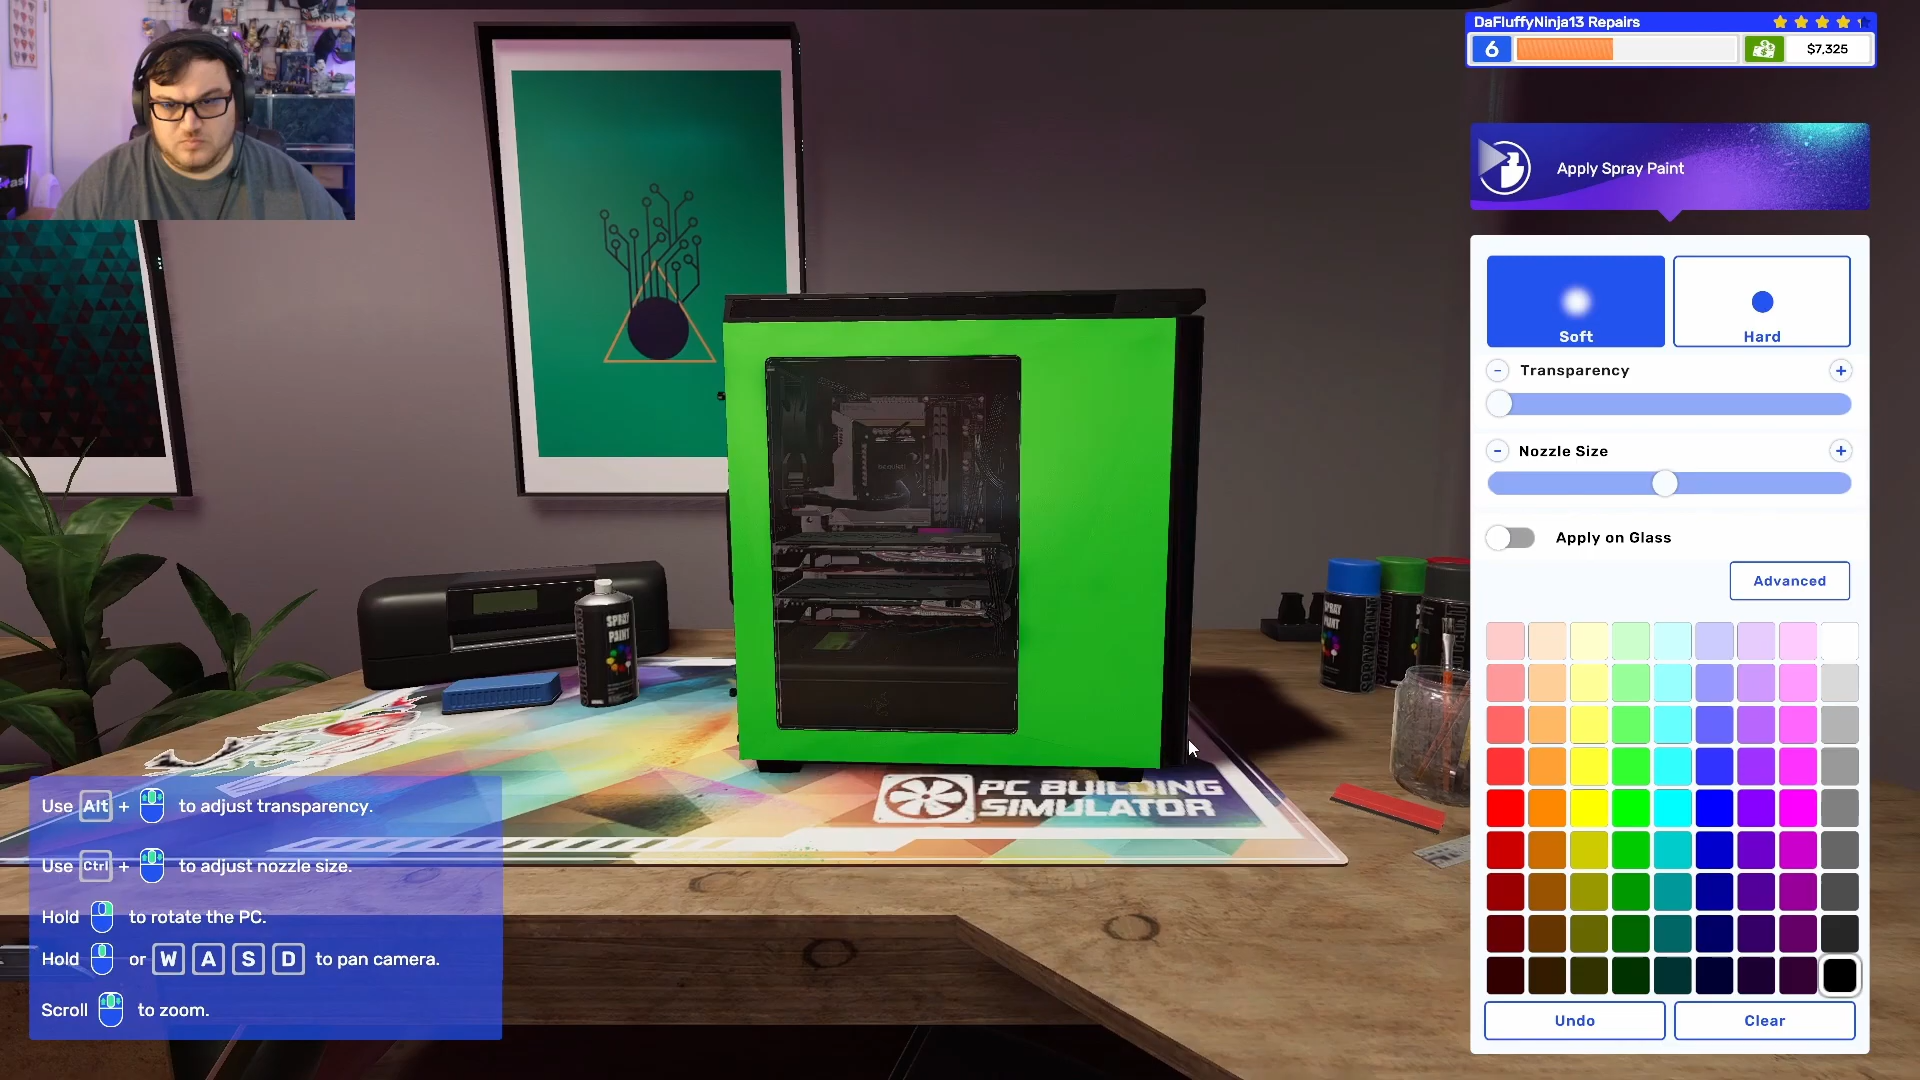 DaFluffyNinja13 Repairs
6
$7,325
Apply Spray Paint
Soft
Hard
Transparency
Nozzle Size
Apply on Glass
Advanced
SPRAY
PAINT
SPRAY
PAINT
PC BUILDING
SIMULATOR
Use Alt + to adjust transparency.
Use Ctrl + to adjust nozzle size.
Hold to rotate the PC.
Hold or W A S D to pan camera.
Scroll to zoom.
Undo
Clear